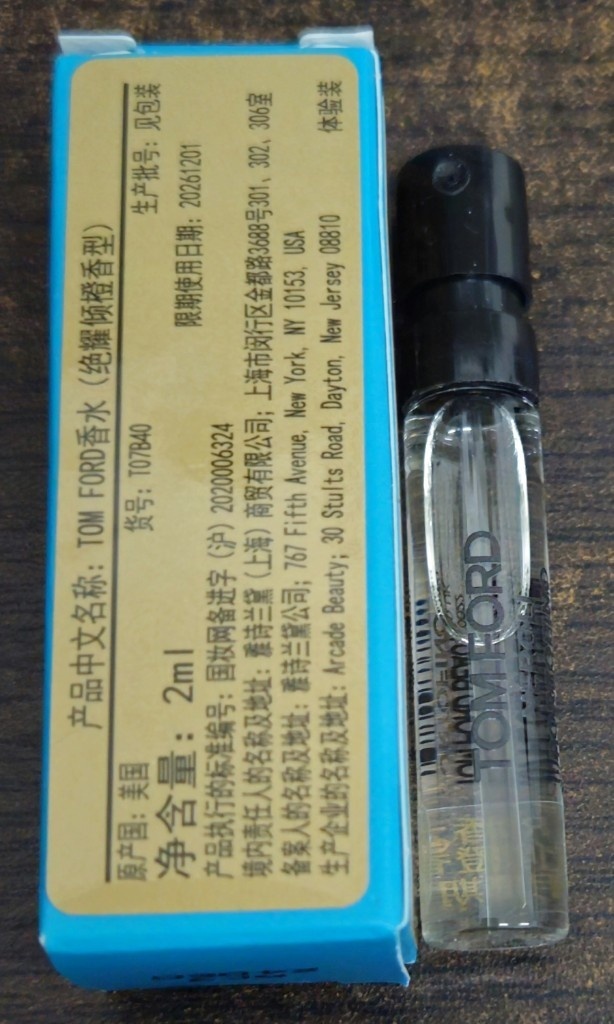 产品中文名称: TOM FORD香水（绝耀倾橙香型）
原产国: 美国 货号: T07B40 生产批号: 见包装
净含量: 2ml 限期使用日期: 20261201
产品执行的标准编号: 国妆网备进字（沪）2020006324 体验装
境内责任人的名称及地址: 雅诗兰黛（上海）商贸有限公司; 上海市闵行区金都路3688号301、302、306室
备案人的名称及地址: 雅诗兰黛公司; 767 Fifth Avenue, New York, NY 10153, USA
生产企业的名称及地址: Arcade Beauty; 30 Stults Road, Dayton, New Jersey 08810
TOM FORD